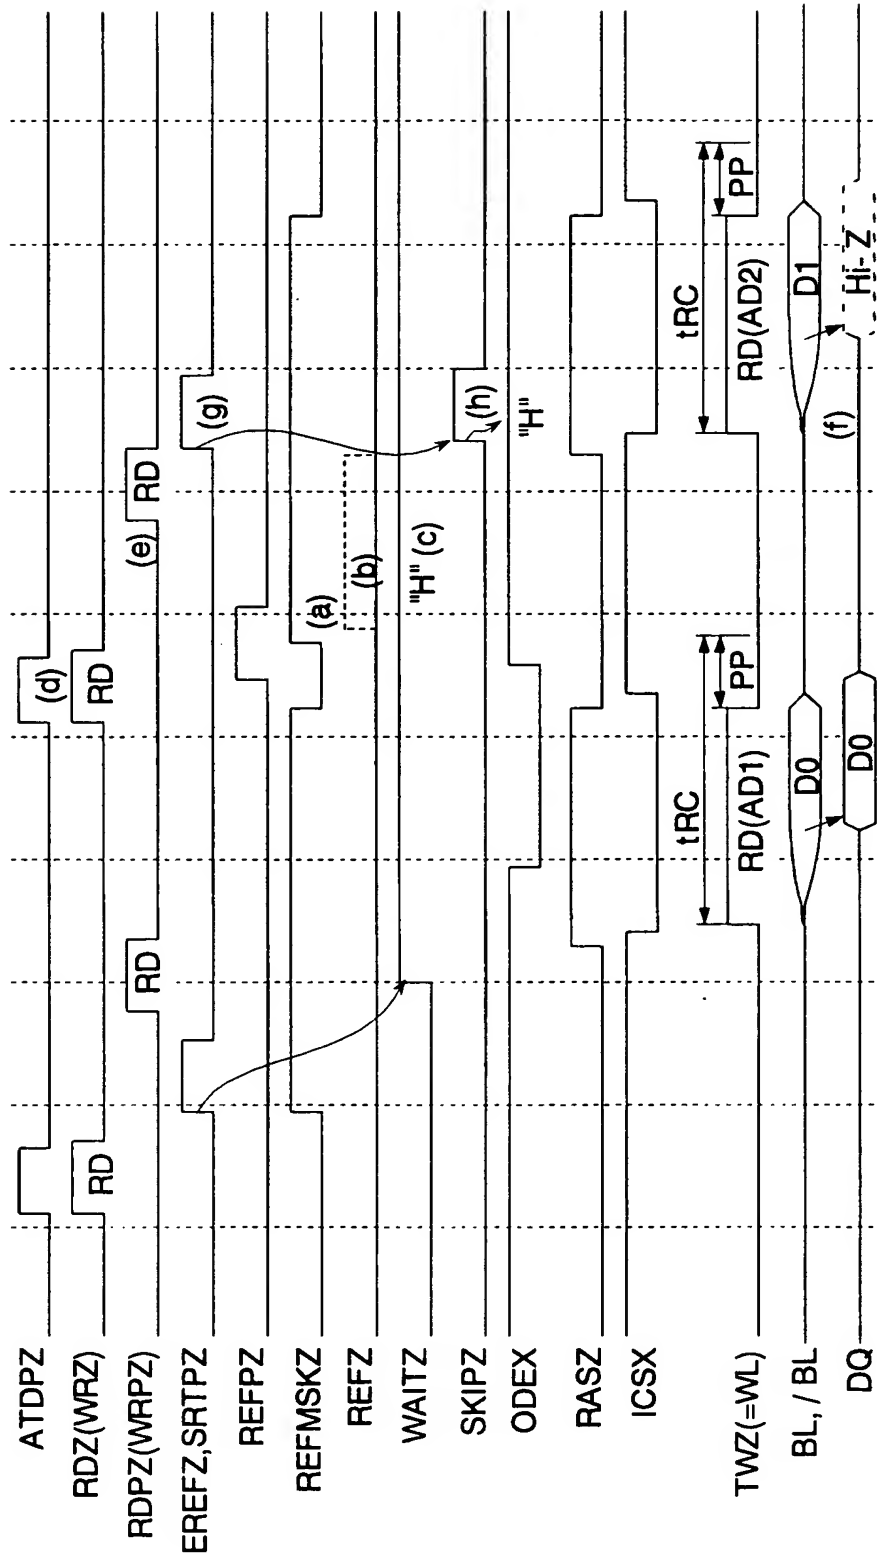 ATDPZ
(d)
RDZ(WRZ)
RD
RD
RDPZ(WRPZ)
RD
(e)
RD
EREFZ,SRTPZ
(g)
REFPZ
REFMSKZ
(a)
REFZ
(b)
WAITZ
"H" (c)
SKIPZ
(h)
ODEX
"H"
RASZ
ICSX
tRC
tRC
TWZ(=WL)
RD(AD1)
PP
RD(AD2)
PP
BL, / BL
D0
D1
DQ
D0
(f)
Hi-Z